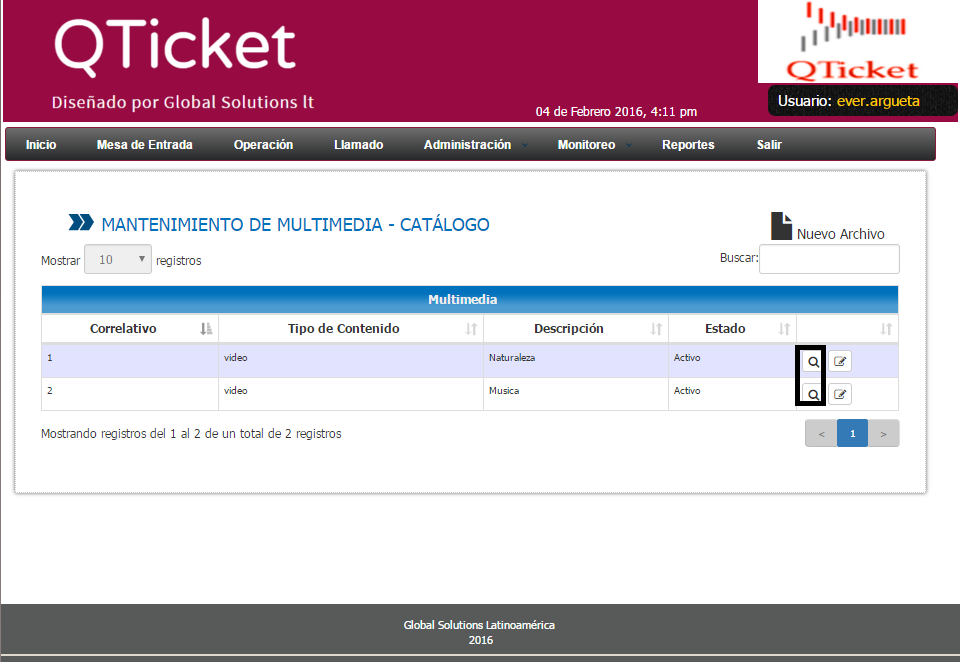 QTicket
QTicket
Diseñado por Global Solutions lt
04 de Febrero 2016, 4:11 pm
Usuario: ever.argueta
Inicio Mesa de Entrada Operación Llamado Administración Monitoreo Reportes Salir
MANTENIMIENTO DE MULTIMEDIA - CATÁLOGO
Nuevo Archivo
Mostrar 10 registros
Buscar:
Multimedia
Correlativo Tipo de Contenido Descripción Estado
1 video Naturaleza Activo
2 video Musica Activo
Mostrando registros del 1 al 2 de un total de 2 registros
< 1 >
Global Solutions Latinoamérica
2016